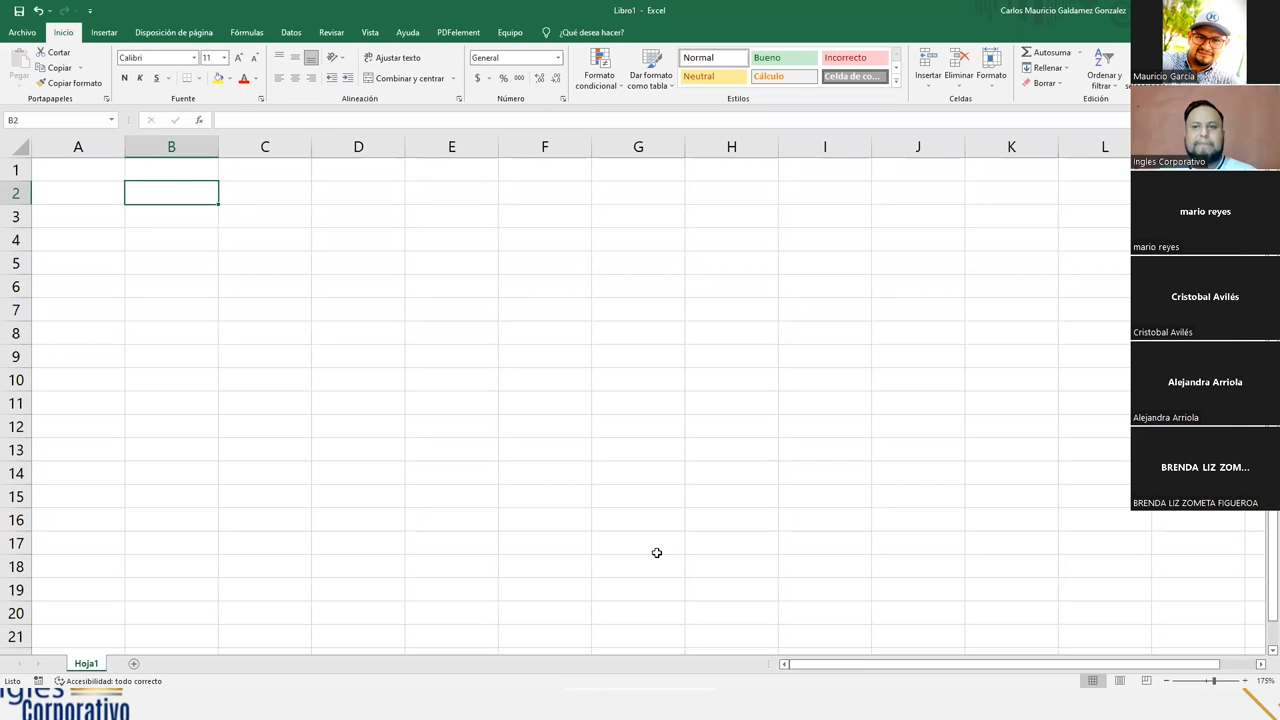 Libro1 - Excel
Carlos Mauricio Galdamez Gonzalez
Archivo Inicio Insertar Disposición de página Fórmulas Datos Revisar Vista Ayuda PDFelement Equipo ¿Qué desea hacer?
Pegar
Cortar
Copiar
Copiar formato
Portapapeles
Calibri 11
N K S
Fuente
Ajustar texto
Combinar y centrar
Alineación
General
$ % 000
Número
Formato condicional
Dar formato como tabla
Normal Bueno Incorrecto
Neutral Cálculo Celda de co...
Estilos
Insertar Eliminar Formato
Celdas
Autosuma
Rellenar
Borrar
Ordenar y filtrar
Edición
B2
fx
A B C D E F G H I J K L
1
2
3
4
5
6
7
8
9
10
11
12
13
14
15
16
17
18
19
20
21
Mauricio García
Ingles Corporativo
mario reyes
mario reyes
Cristobal Avilés
Cristobal Avilés
Alejandra Arriola
Alejandra Arriola
BRENDA LIZ ZOM...
BRENDA LIZ ZOMETA FIGUEROA
Hoja1
Listo
Accesibilidad: todo correcto
175%
Ingles
Corporativo